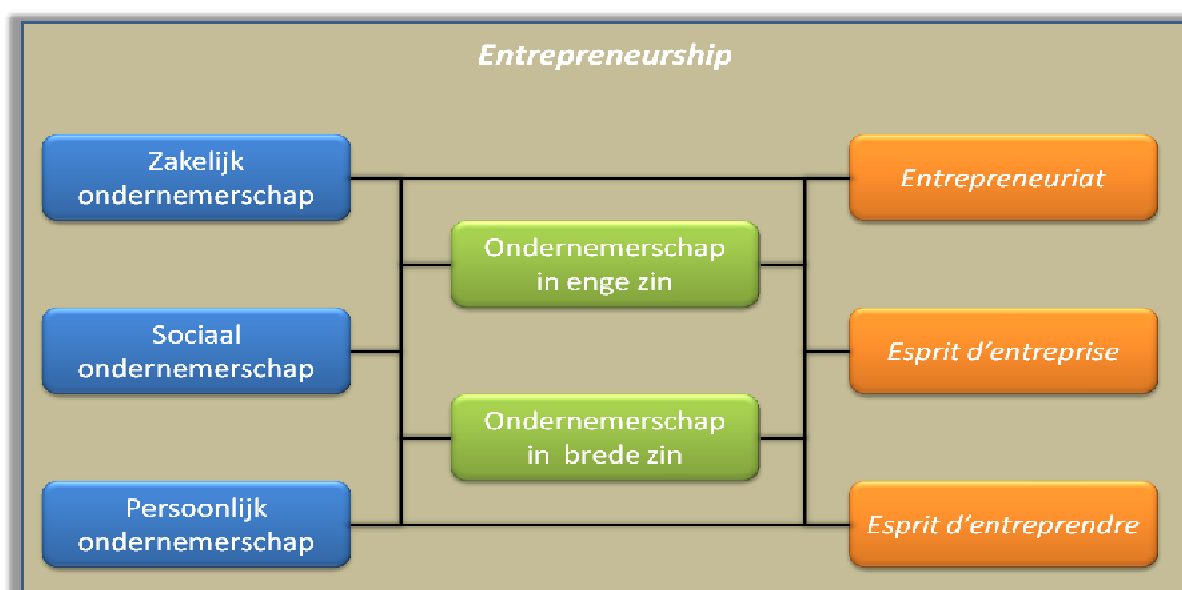 Entrepreneurship
Zakelijk
ondernemerschap
Entrepreneuriat
Ondernemerschap
in enge zin
Sociaal
ondernemerschap
Esprit d’entreprise
Ondernemerschap
in brede zin
Persoonlijk
ondernemerschap
Esprit d’entreprendre